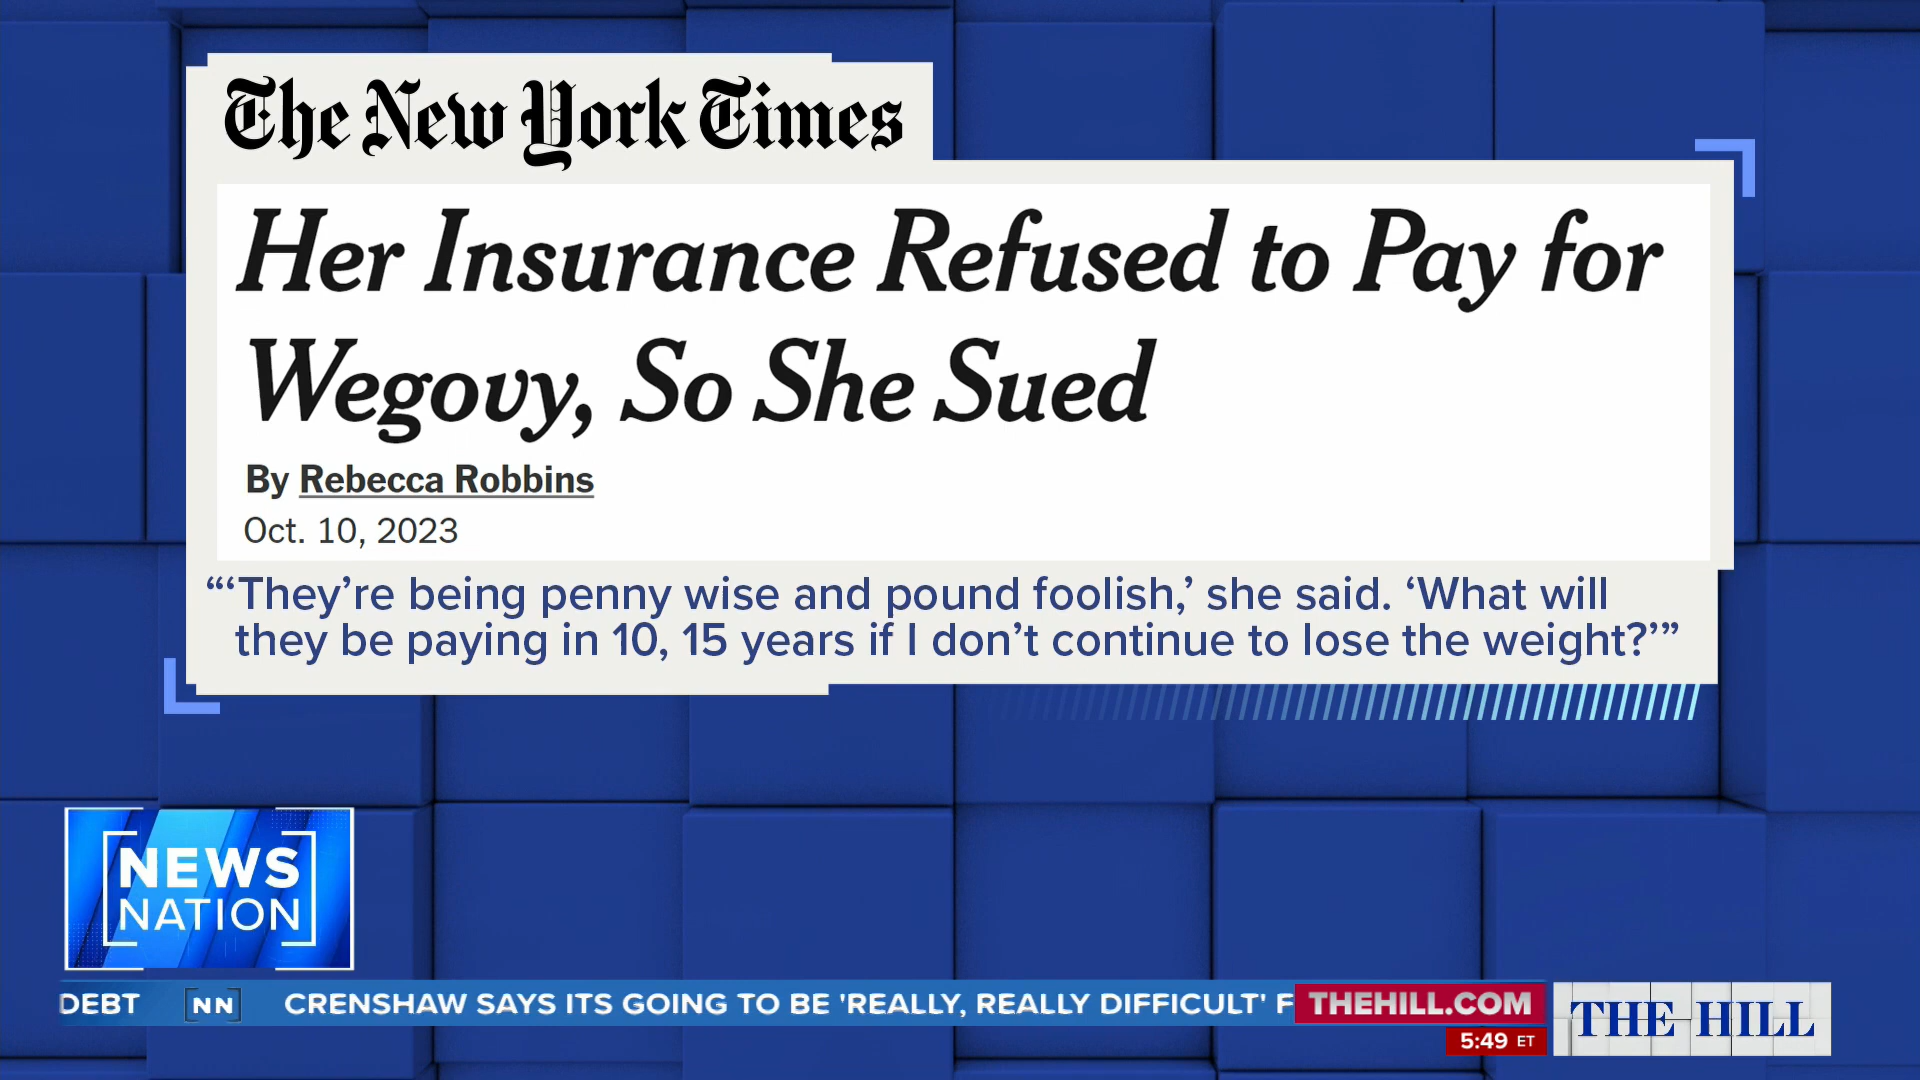 The New York Times
Her Insurance Refused to Pay for
Wegovy, So She Sued
By Rebecca Robbins
Oct. 10, 2023
“‘They’re being penny wise and pound foolish,’ she said. ‘What will
they be paying in 10, 15 years if I don’t continue to lose the weight?’”
NEWS
NATION
DEBT [NN] CRENSHAW SAYS ITS GOING TO BE 'REALLY, REALLY DIFFICULT' F
THEHILL.COM
5:49 ET
THE HILL